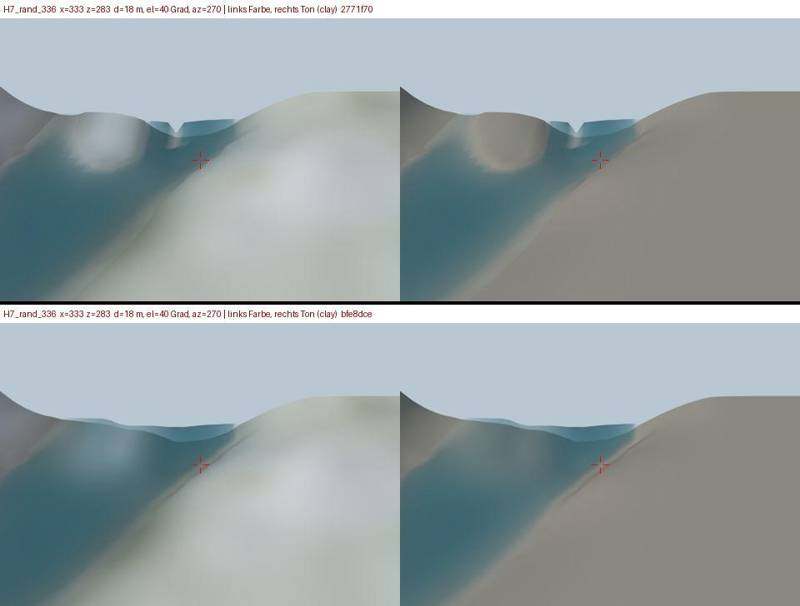 H7_rand_336 x=333 z=283 d=18 m, el=40 Grad, az=270 | links Farbe, rechts Ton (clay) 2771f70
H7_rand_336 x=333 z=283 d=18 m, el=40 Grad, az=270 | links Farbe, rechts Ton (clay) bfe8dce